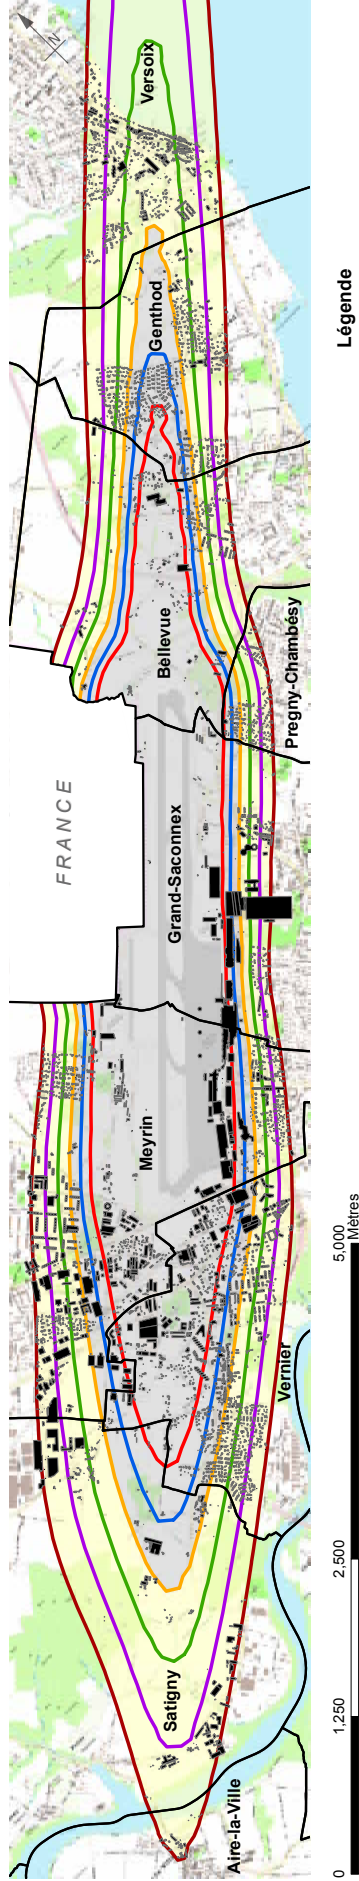 N
Versoix
Genthod
Légende
Bellevue
Pregny-Chambésy
FRANCE
Grand-Saconnex
Meyrin
Vernier
Satigny
Aire-la-Ville
0
1,250
2,500
5,000
Mètres